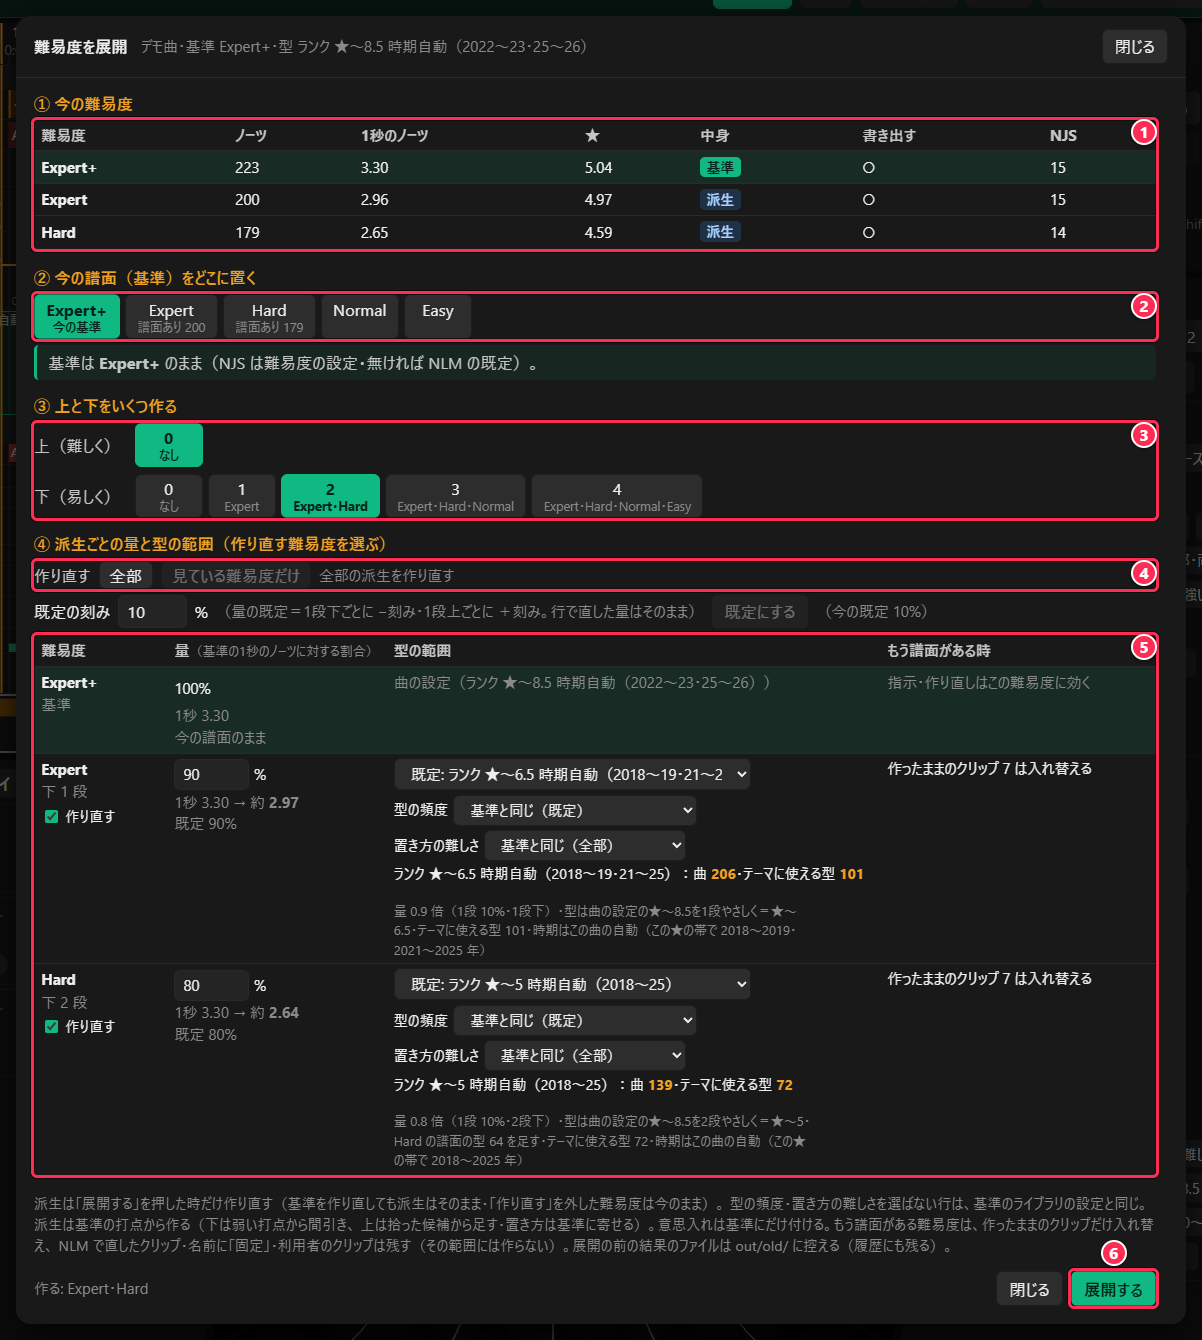 難易度を展開 デモ曲・基準 Expert+・型 ランク ★～8.5 時期自動（2022～23・25～26）
閉じる
① 今の難易度
難易度 ノーツ 1秒のノーツ ★ 中身 書き出す NJS
1
Expert+ 223 3.30 5.04 基準 ○ 15
Expert 200 2.96 4.97 派生 ○ 15
Hard 179 2.65 4.59 派生 ○ 14
② 今の譜面（基準）をどこに置く
Expert+ Expert Hard Normal Easy
今の基準 譜面あり 200 譜面あり 179
2
基準は Expert+ のまま（NJS は難易度の設定・無ければ NLM の既定）。
③ 上と下をいくつ作る
3
上（難しく） 0
なし
下（易しく） 0 1 2 3 4
なし Expert Expert・Hard Expert・Hard・Normal Expert・Hard・Normal・Easy
④ 派生ごとの量と型の範囲（作り直す難易度を選ぶ）
作り直す 全部 見ている難易度だけ 全部の派生を作り直す
4
既定の刻み 10 % （量の既定＝1段下ごとに −刻み・1段上ごとに ＋刻み。行で直した量はそのまま） 既定にする （今の既定 10%）
難易度 量（基準の1秒のノーツに対する割合） 型の範囲 もう譜面がある時
5
Expert+ 100% 曲の設定（ランク ★～8.5 時期自動（2022～23・25～26）） 指示・作り直しはこの難易度に効く
基準 1秒 3.30
今の譜面のまま
Expert 90 % 既定: ランク ★～6.5 時期自動（2018～19・21～2 作ったままのクリップ 7 は入れ替える
下 1 段 1秒 3.30 → 約 2.97 型の頻度 基準と同じ（既定）
作り直す 既定 90% 置き方の難しさ 基準と同じ（全部）
ランク ★～6.5 時期自動（2018～19・21～25）：曲 206・テーマに使える型 101
量 0.9 倍（1段 10%・1段下）・型は曲の設定の★～8.5を1段やさしく＝★～
6.5・テーマに使える型 101・時期はこの曲の自動（この★の帯で 2018～2019・
2021～2025 年）
Hard 80 % 既定: ランク ★～5 時期自動（2018～25） 作ったままのクリップ 7 は入れ替える
下 2 段 1秒 3.30 → 約 2.64 型の頻度 基準と同じ（既定）
作り直す 既定 80% 置き方の難しさ 基準と同じ（全部）
ランク ★～5 時期自動（2018～25）：曲 139・テーマに使える型 72
量 0.8 倍（1段 10%・2段下）・型は曲の設定の★～8.5を2段やさしく＝★～5・
Hard の譜面の型 64 を足す・テーマに使える型 72・時期はこの曲の自動（この★
の帯で 2018～2025 年）
派生は「展開する」を押した時だけ作り直す（基準を作り直しても派生はそのまま・「作り直す」を外した難易度は今のまま）。型の頻度・置き方の難しさを選ばない行は、基準のライブラリの設定と同じ。
派生は基準の打点から作る（下は弱い打点から間引き、上は拾った候補から足す・置き方は基準に寄せる）。意思入れは基準にだけ付ける。もう譜面がある難易度は、作ったままのクリップだけ入れ替
え、NLM で直したクリップ・名前に「固定」・利用者のクリップは残す（その範囲には作らない）。展開の前の結果のファイルは out/old/ に控える（履歴にも残る）。
6
作る: Expert・Hard 閉じる 展開する